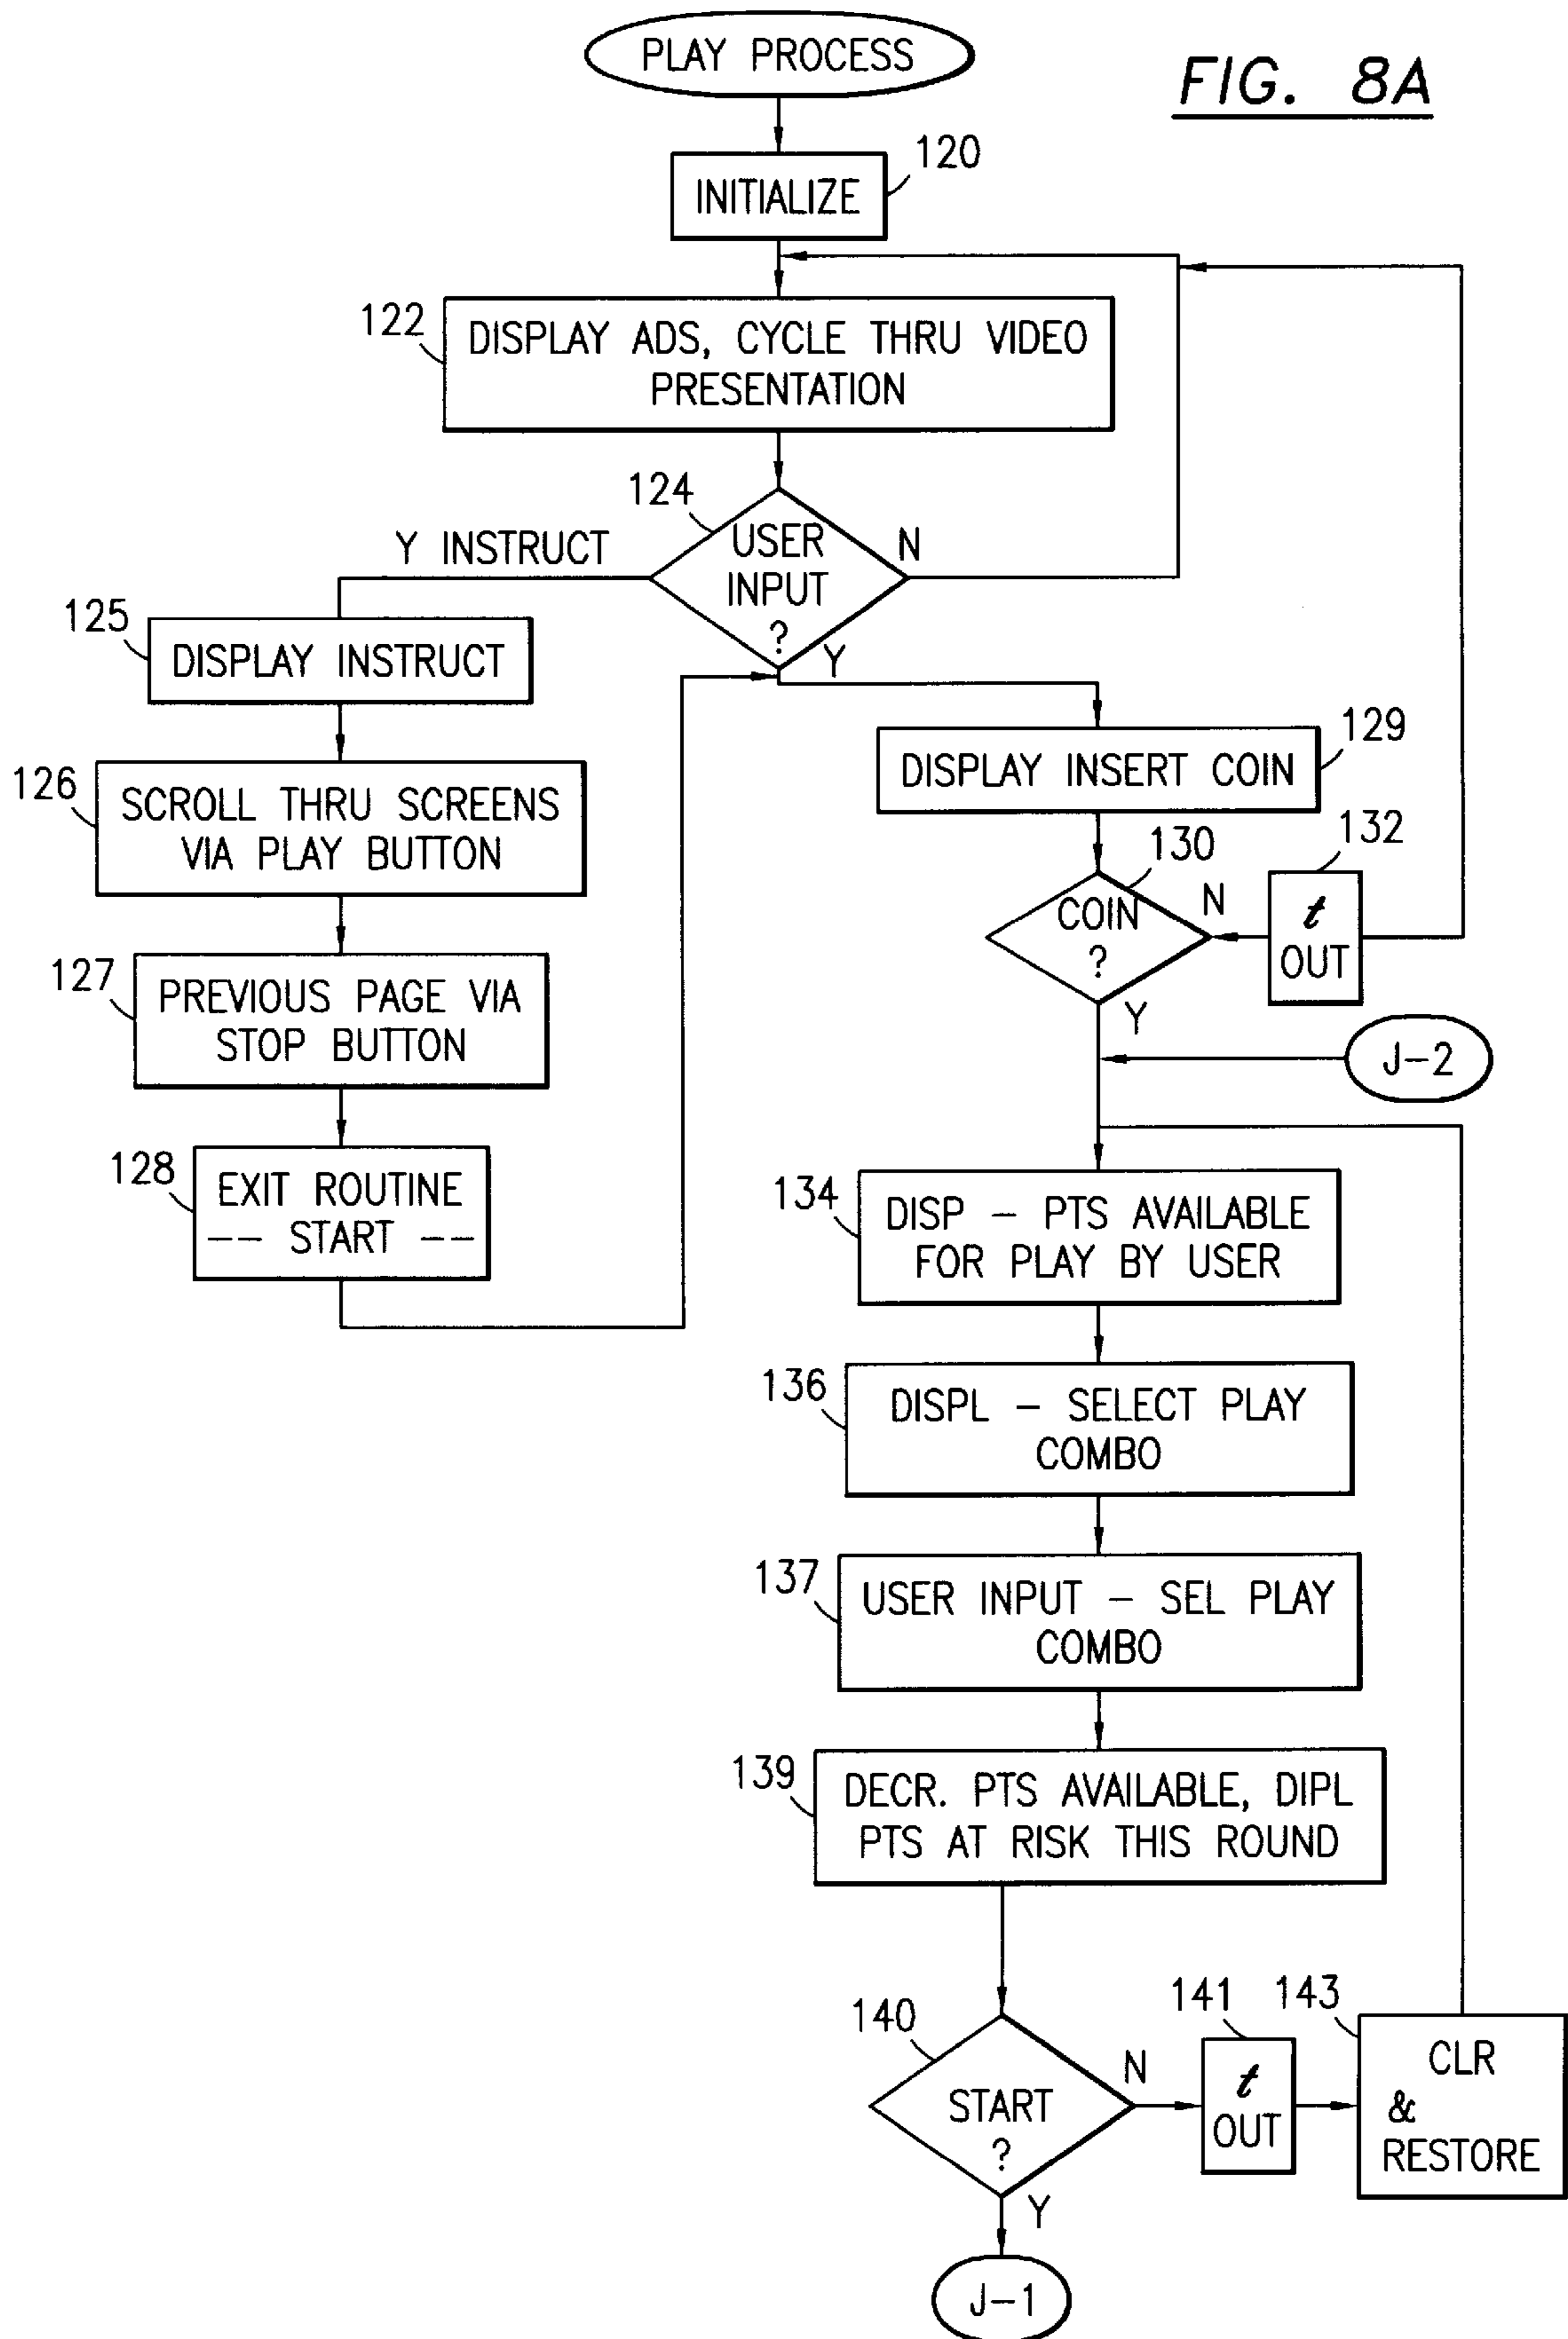 PLAY PROCESS
FIG. 8A
120
INITIALIZE
122
DISPLAY ADS, CYCLE THRU VIDEO
PRESENTATION
124
USER
INPUT
?
N
Y INSTRUCT
Y
125
DISPLAY INSTRUCT
126
SCROLL THRU SCREENS
VIA PLAY BUTTON
127
PREVIOUS PAGE VIA
STOP BUTTON
128
EXIT ROUTINE
-- START --
129
DISPLAY INSERT COIN
130
COIN
?
N
132
t
OUT
Y
J-2
134
DISP - PTS AVAILABLE
FOR PLAY BY USER
136
DISPL - SELECT PLAY
COMBO
137
USER INPUT - SEL PLAY
COMBO
139
DECR. PTS AVAILABLE, DIPL
PTS AT RISK THIS ROUND
140
START
?
N
141
t
OUT
143
CLR
&
RESTORE
Y
J-1